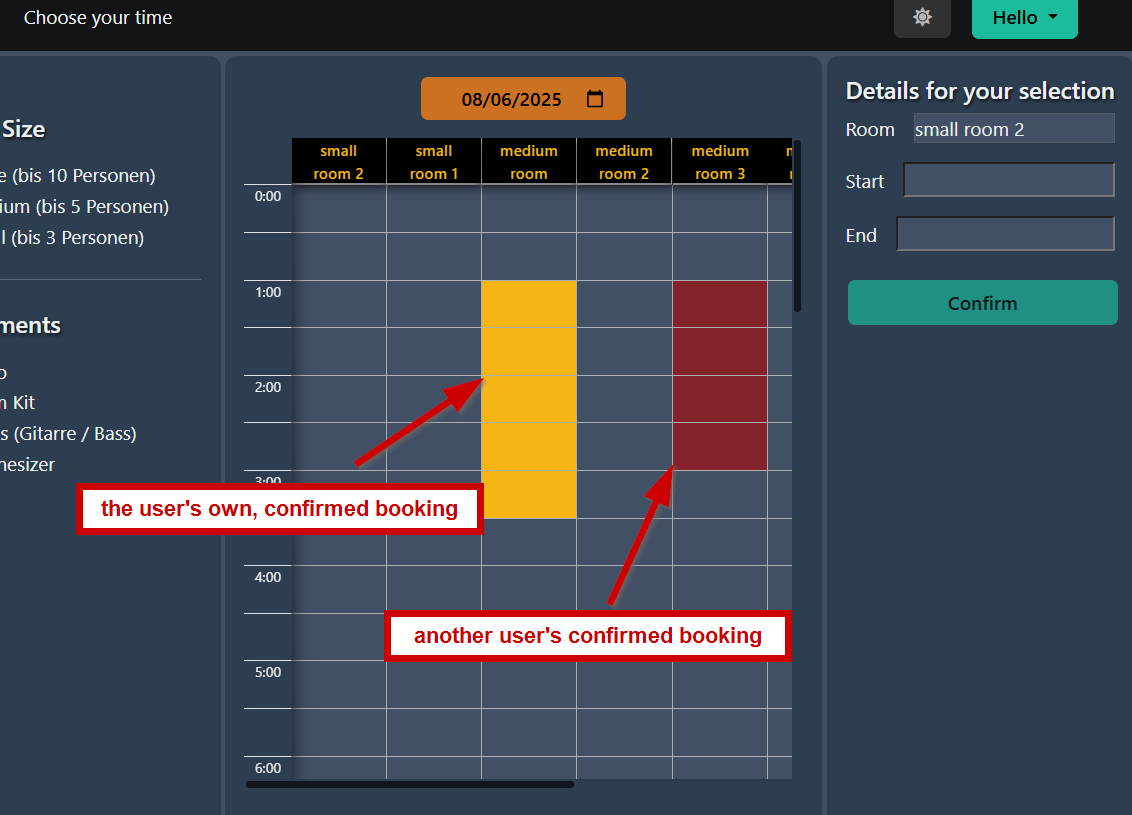 Choose your time
Hello
Size
e (bis 10 Personen)
ium (bis 5 Personen)
l (bis 3 Personen)
ments
o
n Kit
s (Gitarre / Bass)
nesizer
08/06/2025
small room 2
small room 1
medium room
medium room 2
medium room 3
0:00
1:00
2:00
3:00
4:00
5:00
6:00
the user's own, confirmed booking
another user's confirmed booking
Details for your selection
Room small room 2
Start
End
Confirm